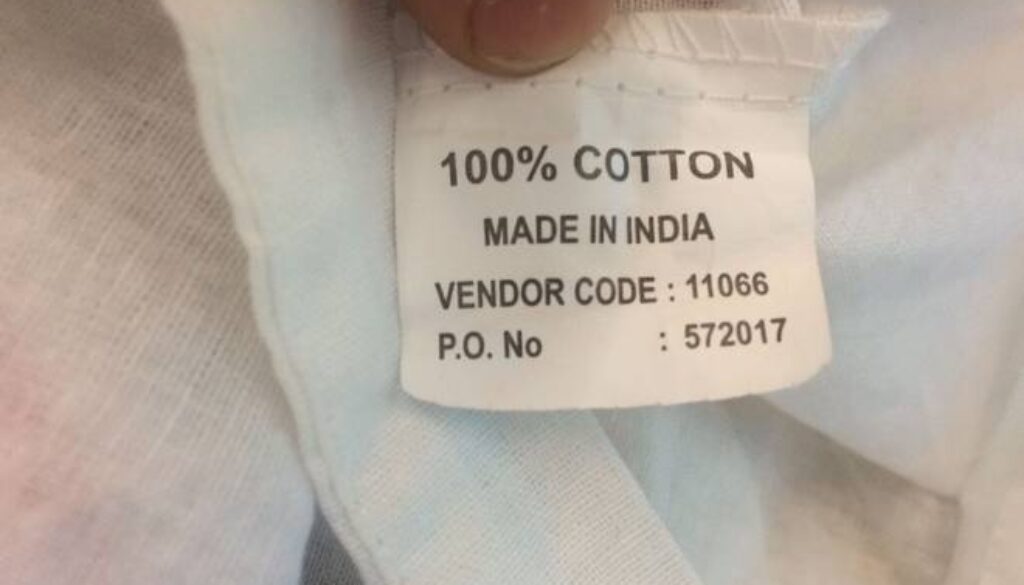 100% COTTON
MADE IN INDIA
VENDOR CODE : 11066
P.O. No : 572017